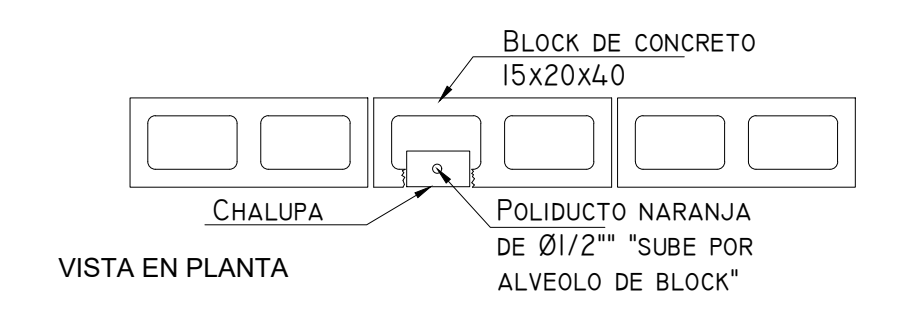 BLOCK DE CONCRETO
15x20x40
CHALUPA
POLIDUCTO NARANJA
DE Ø1/2"" "SUBE POR
ALVEOLO DE BLOCK"
VISTA EN PLANTA